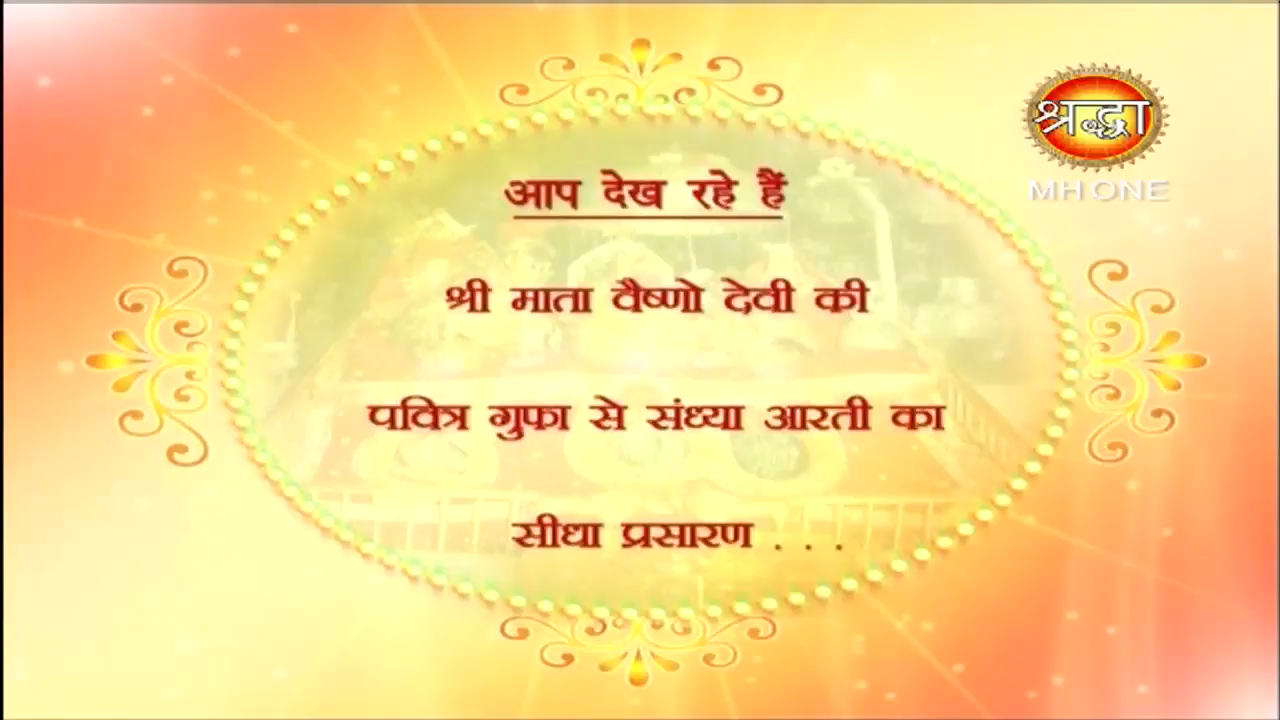 श्रद्धा
MH ONE
आप देख रहे हैं
श्री माता वैष्णो देवी की
पवित्र गुफा से संध्या आरती का
सीधा प्रसारण . . .